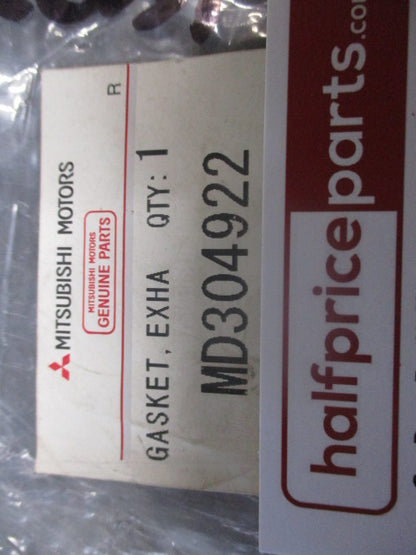 MITSUBISHI MOTORS
R
MITSUBISHI MOTORS
GENUINE PARTS
GASKET, EXHA QTY: 1
MD304922
halfpriceparts.co